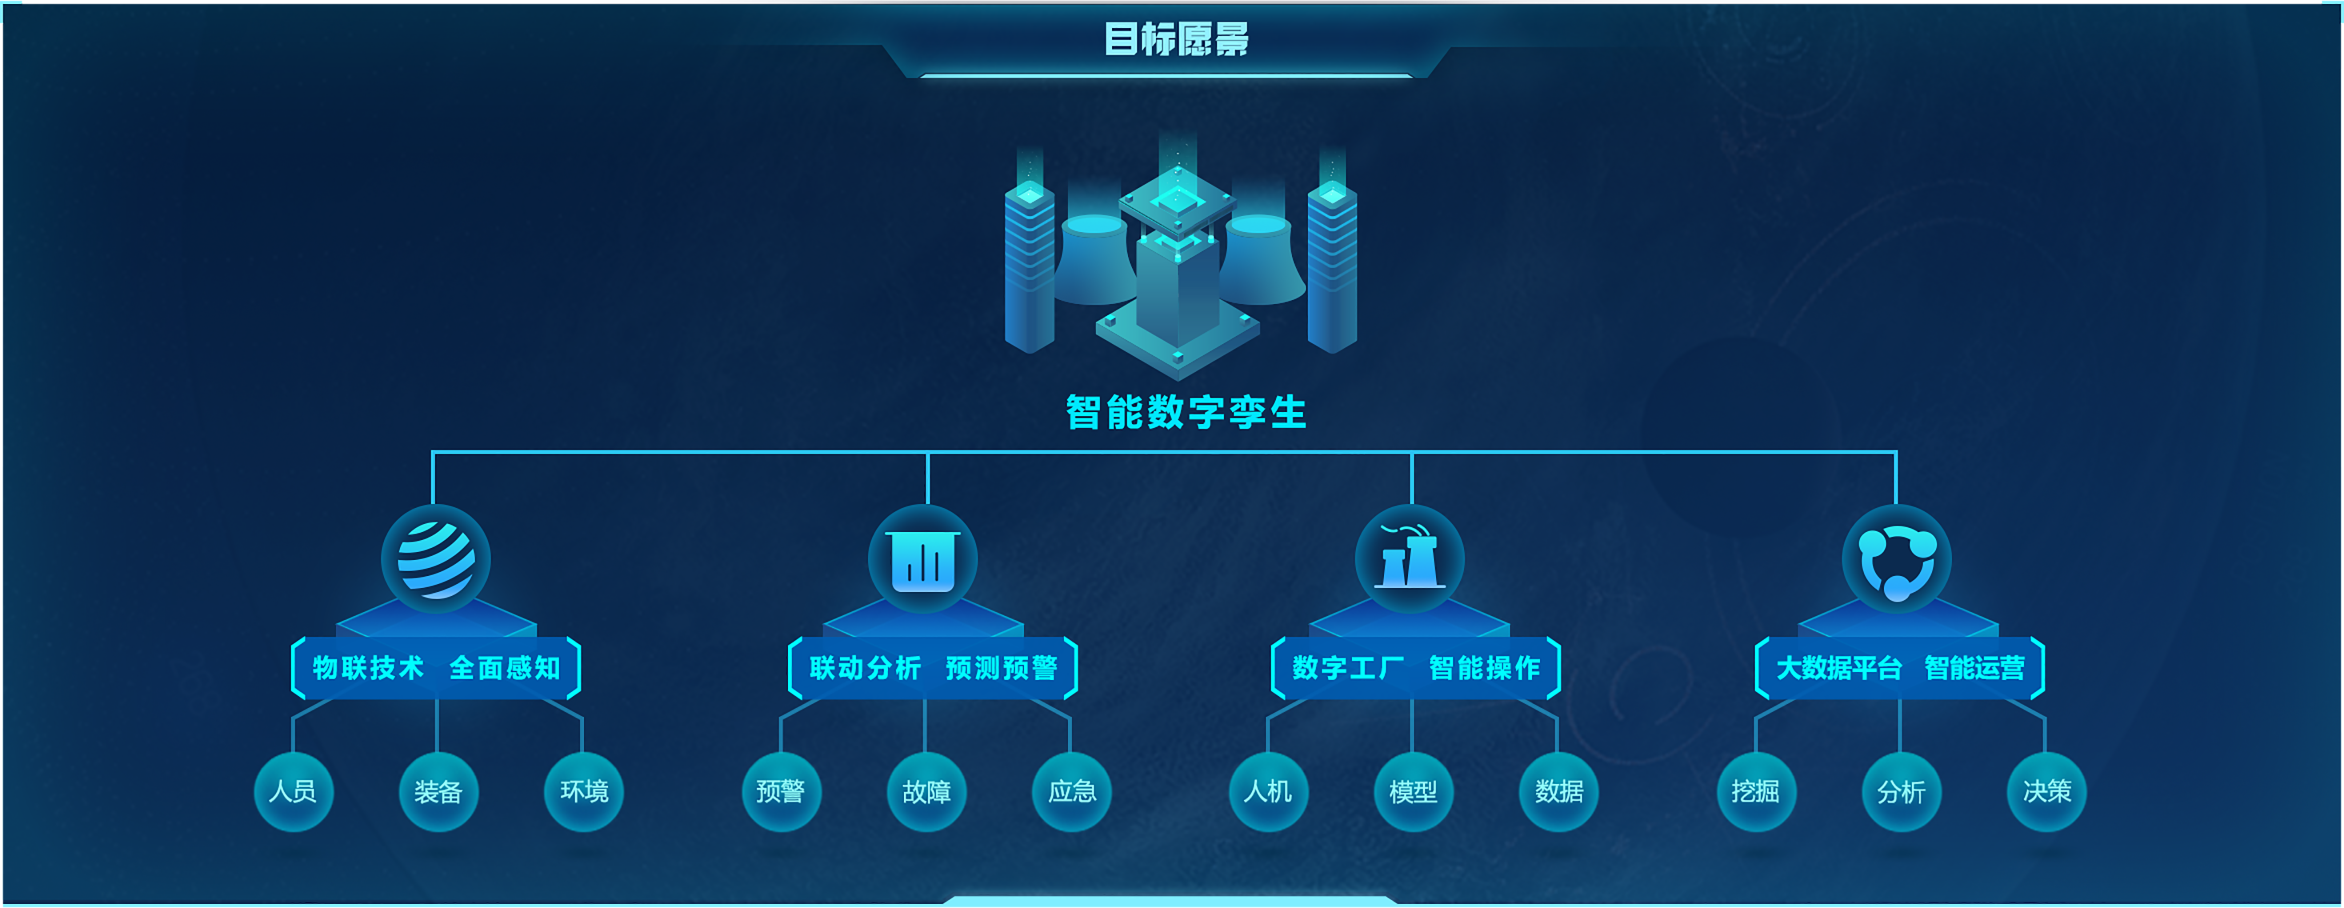 目标愿景
智能数字孪生
物联技术 全面感知
联动分析 预测预警
数字工厂 智能操作
大数据平台 智能运营
人员
装备
环境
预警
故障
应急
人机
模型
数据
挖掘
分析
决策